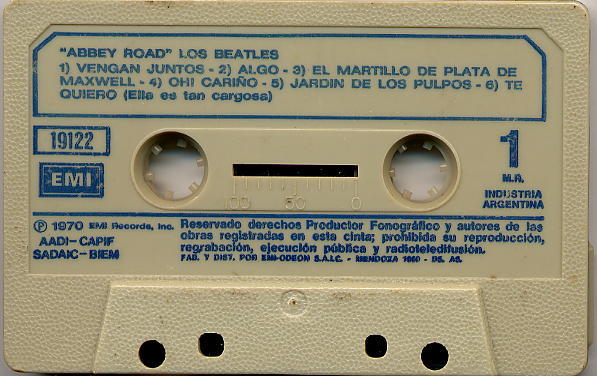 "ABBEY ROAD" LOS BEATLES
1) VENGAN JUNTOS - 2) ALGO - 3) EL MARTILLO DE PLATA DE
MAXWELL - 4) OH! CARIÑO - 5) JARDIN DE LOS PULPOS - 6) TE
QUIERO (Ella es tan cargosa)
19122
1
EMI
M.R.
100 50 0
INDUSTRIA
ARGENTINA
Ⓟ 1970 EMI Records, Inc.
AADI-CAPIF
SADAIC-BIEM
Reservado derechos Productor Fonográfico y autores de las
obras registradas en esta cinta; prohibida su reproducción,
regrabación, ejecución pública y radioteledifusión.
FAB. Y DIST. POR EMI-ODEON S.A.I.C. - MENDOZA 1660 - BS. AS.